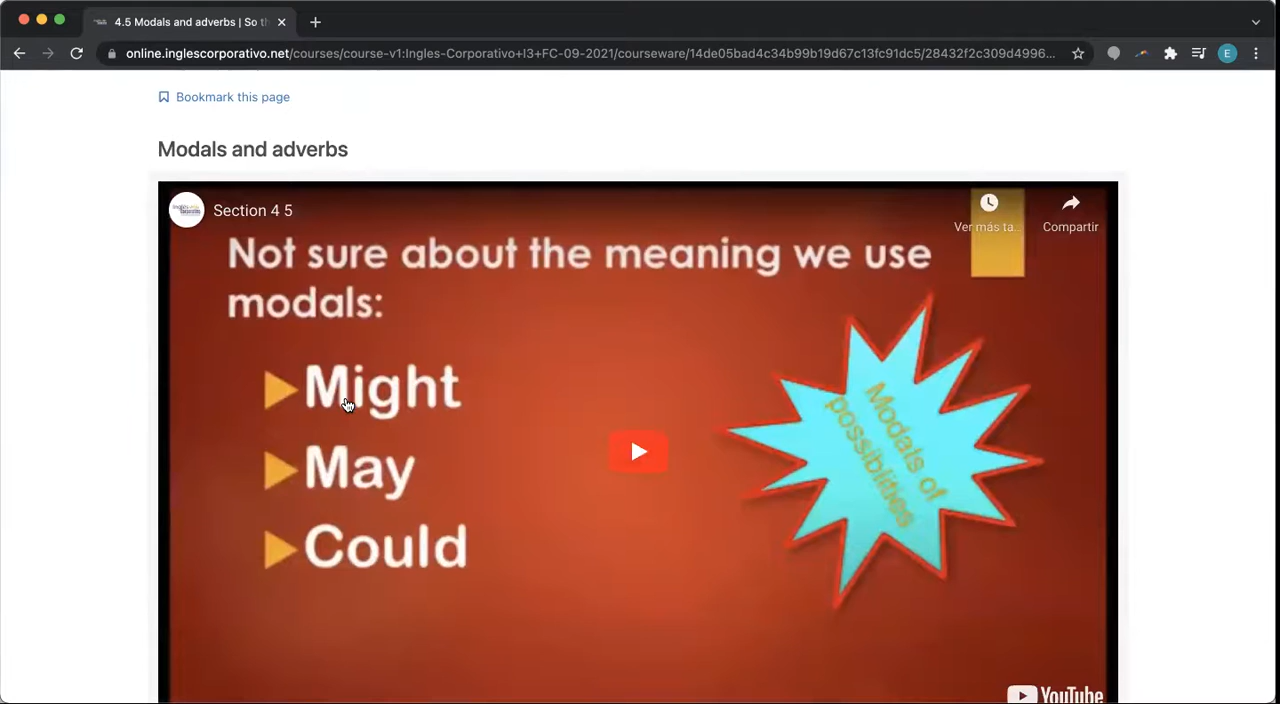 4.5 Modals and adverbs | So th
online.inglescorporativo.net/courses/course-v1:Ingles-Corporativo+I3+FC-09-2021/courseware/14de05bad4c34b99b19d67c13fc91dc5/28432f2c309d4996...
E
Bookmark this page
Modals and adverbs
Section 4 5
Ver más ta...
Compartir
Not sure about the meaning we use
modals:
Might
May
Could
Modals of
possibilities
YouTube